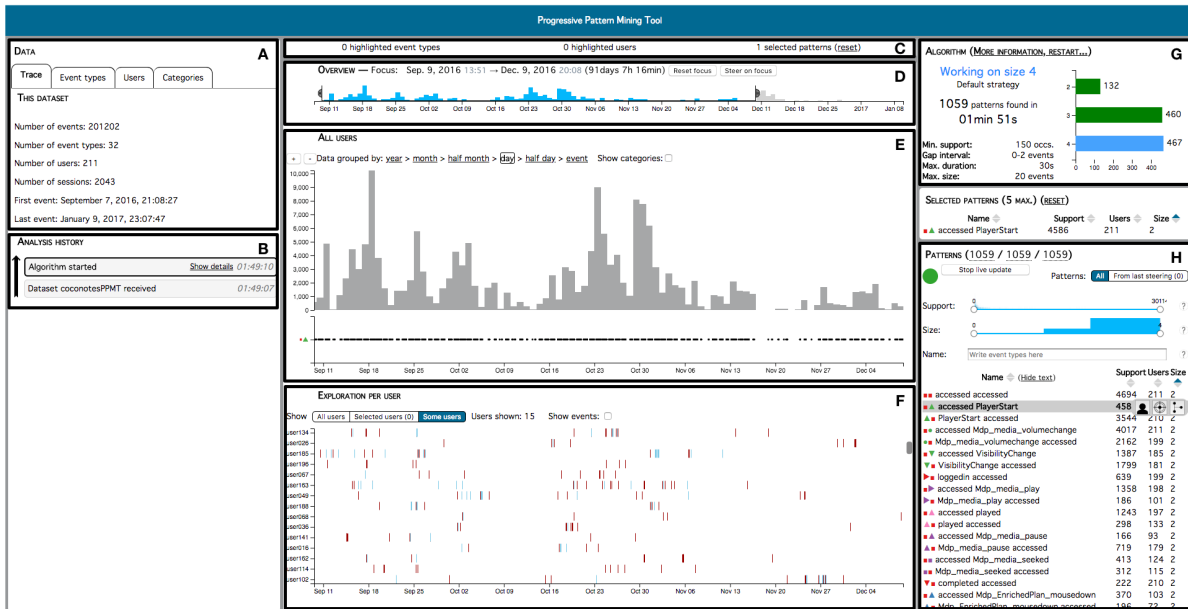 Progressive Pattern Mining Tool
DATA
A
Trace Event types Users Categories
THIS DATASET
Number of events: 201202
Number of event types: 32
Number of users: 211
Number of sessions: 2043
First event: September 7, 2016, 21:08:27
Last event: January 9, 2017, 23:07:47
ANALYSIS HISTORY
B
Algorithm started Show details 01:49:10
Dataset coconotesPPMT received 01:49:07
0 highlighted event types 0 highlighted users 1 selected patterns (reset)
C
OVERVIEW — Focus: Sep. 9, 2016 13:51 → Dec. 9, 2016 20:08 (91days 7h 16min) Reset focus Steer on focus
D
Sep 11 Sep 18 Sep 25 Oct 02 Oct 09 Oct 16 Oct 23 Oct 30 Nov 06 Nov 13 Nov 20 Nov 27 Dec 04 Dec 11 Dec 18 Dec 25 2017 Jan 08
ALL USERS
E
+ - Data grouped by: year > month > half month > day > half day > event Show categories:
10,000
9,000
8,000
7,000
6,000
5,000
4,000
3,000
2,000
1,000
0
Sep 11 Sep 18 Sep 25 Oct 02 Oct 09 Oct 16 Oct 23 Oct 30 Nov 06 Nov 13 Nov 20 Nov 27 Dec 04
EXPLORATION PER USER
F
Show All users Selected users (0) Some users Users shown: 15 Show events:
user134
user026
user185
user196
user067
user163
user049
user188
user068
user036
user141
user016
user162
user114
user102
Sep 11 Sep 18 Sep 25 Oct 02 Oct 09 Oct 16 Oct 23 Oct 30 Nov 06 Nov 13 Nov 20 Nov 27 Dec 04
ALGORITHM (MORE INFORMATION, RESTART...)
G
Working on size 4
Default strategy
1059 patterns found in
01min 51s
Min. support: 150 occs.
Gap interval: 0-2 events
Max. duration: 30s
Max. size: 20 events
2 132
3 460
4 467
0 100 200 300 400
SELECTED PATTERNS (5 MAX.) (RESET)
Name Support Users Size
accessed PlayerStart 4586 211 2
PATTERNS (1059 / 1059 / 1059)
H
Stop live update Patterns: All From last steering (0)
Support: 0 30114 ?
Size: 0 4 ?
Name: Write event types here ?
Name (Hide text) Support Users Size
accessed accessed 4694 211 2
accessed PlayerStart 458
PlayerStart accessed 3544 210 2
accessed Mdp_media_volumechange 4017 211 2
Mdp_media_volumechange accessed 2162 199 2
accessed VisibilityChange 1387 185 2
VisibilityChange accessed 1799 181 2
loggedin accessed 639 199 2
accessed Mdp_media_play 1358 198 2
Mdp_media_play accessed 186 101 2
accessed played 1243 197 2
played accessed 298 133 2
accessed Mdp_media_pause 166 93 2
Mdp_media_pause accessed 719 179 2
accessed Mdp_media_seeked 413 124 2
Mdp_media_seeked accessed 312 115 2
completed accessed 222 210 2
accessed Mdp_EnrichedPlan_mousedown 370 103 2
Mdp_EnrichedPlan_mousedown accessed 196 72 2